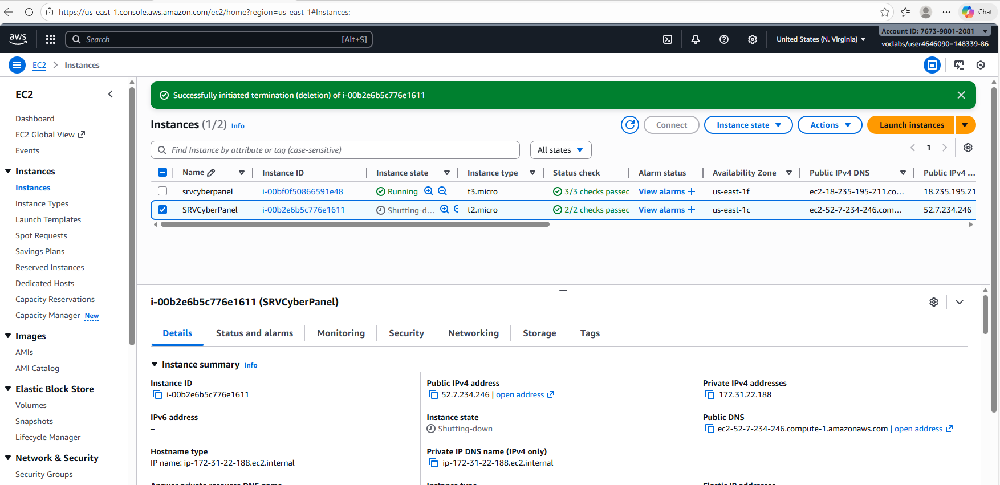 https://us-east-1.console.aws.amazon.com/ec2/home?region=us-east-1#Instances:
Chat
aws
Search
[Alt+S]
United States (N. Virginia)
Account ID: 7673-9801-2081
voclabs/user4646090=148339-86
EC2
Instances
EC2
Dashboard
EC2 Global View
Events
Instances
Instances
Instance Types
Launch Templates
Spot Requests
Savings Plans
Reserved Instances
Dedicated Hosts
Capacity Reservations
Capacity Manager New
Images
AMIs
AMI Catalog
Elastic Block Store
Volumes
Snapshots
Lifecycle Manager
Network & Security
Security Groups
Successfully initiated termination (deletion) of i-00b2e6b5c776e1611
Instances (1/2) Info
Connect
Instance state
Actions
Launch instances
Find Instance by attribute or tag (case-sensitive)
All states
1
Name Instance ID Instance state Instance type Status check Alarm status Availability Zone Public IPv4 DNS Public IPv4 ...
srvcyberpanel i-00bf0f50866591e48 Running t3.micro 3/3 checks passed View alarms + us-east-1f ec2-18-235-195-211.co... 18.235.195.21
SRVCyberPanel i-00b2e6b5c776e1611 Shutting-d... t2.micro 2/2 checks passed View alarms + us-east-1c ec2-52-7-234-246.com... 52.7.234.246
i-00b2e6b5c776e1611 (SRVCyberPanel)
Details Status and alarms Monitoring Security Networking Storage Tags
Instance summary Info
Instance ID
i-00b2e6b5c776e1611
Public IPv4 address
52.7.234.246 | open address
Private IPv4 addresses
172.31.22.188
IPv6 address
–
Instance state
Shutting-down
Public DNS
ec2-52-7-234-246.compute-1.amazonaws.com | open address
Hostname type
IP name: ip-172-31-22-188.ec2.internal
Private IP DNS name (IPv4 only)
ip-172-31-22-188.ec2.internal
Answer private resource DNS name
Instance type
Elastic IP addresses